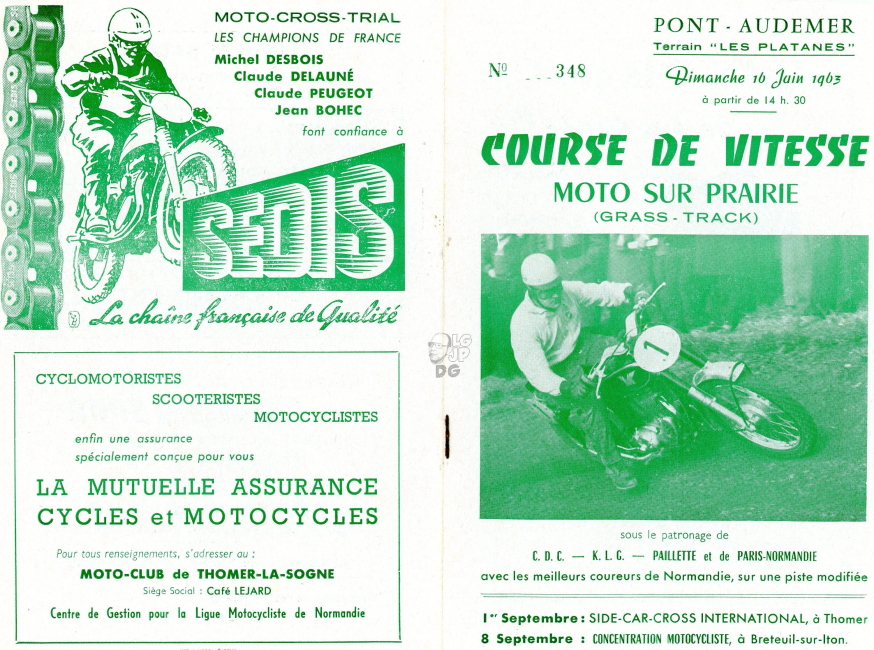 MOTO-CROSS-TRIAL
LES CHAMPIONS DE FRANCE
Michel DESBOIS
Claude DELAUNÉ
Claude PEUGEOT
Jean BOHEC
font confiance à
SEDIS
La chaîne française de Qualité
CYCLOMOTORISTES
SCOOTERISTES
MOTOCYCLISTES
enfin une assurance
spécialement conçue pour vous
LA MUTUELLE ASSURANCE
CYCLES et MOTOCYCLES
Pour tous renseignements, s'adresser au :
MOTO-CLUB de THOMER-LA-SOGNE
Siège Social : Café LEJARD
Centre de Gestion pour la Ligue Motocycliste de Normandie
PONT - AUDEMER
Terrain "LES PLATANES"
Nº ... 348
Dimanche 16 Juin 1963
à partir de 14 h. 30
COURSE DE VITESSE
MOTO SUR PRAIRIE
(GRASS - TRACK)
1
LG
JP
DG
sous le patronage de
C. D. C. — K. L. G. — PAILLETTE et de PARIS-NORMANDIE
avec les meilleurs coureurs de Normandie, sur une piste modifiée
1er Septembre : SIDE-CAR-CROSS INTERNATIONAL, à Thomer
8 Septembre : CONCENTRATION MOTOCYCLISTE, à Breteuil-sur-Iton.